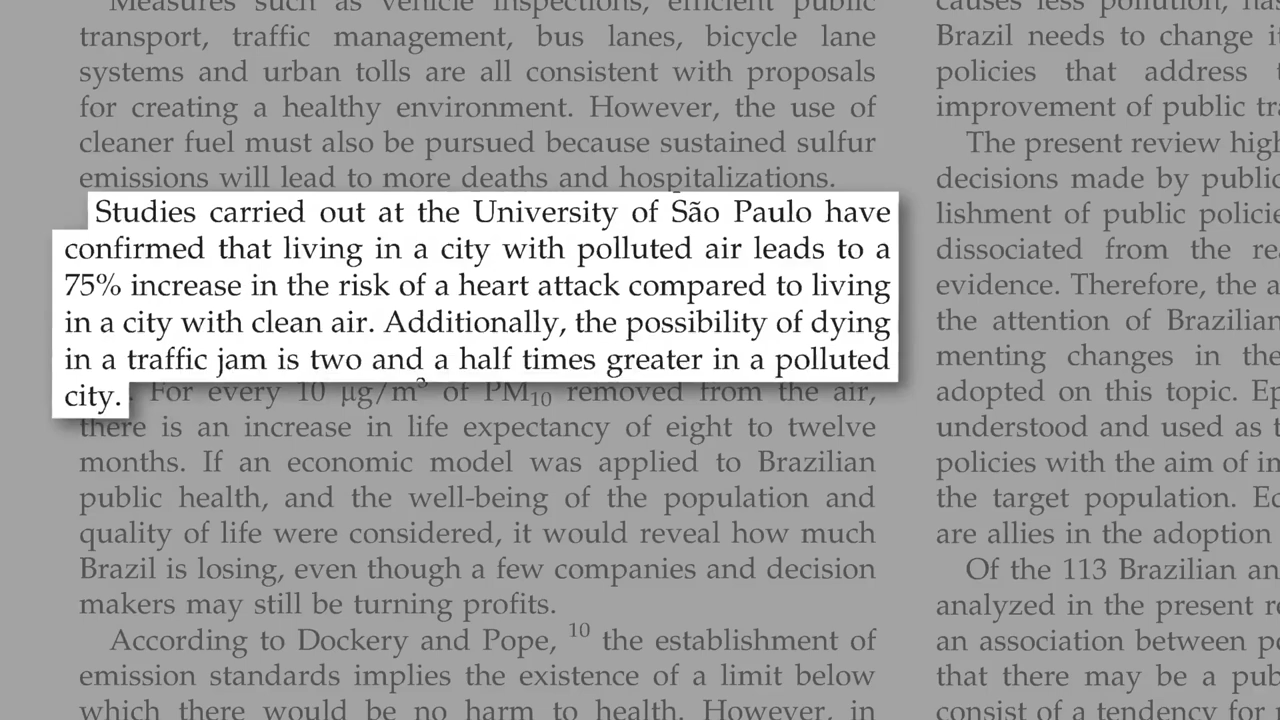 Measures such as vehicle inspections, efficient public
transport, traffic management, bus lanes, bicycle lane
systems and urban tolls are all consistent with proposals
for creating a healthy environment. However, the use of
cleaner fuel must also be pursued because sustained sulfur
emissions will lead to more deaths and hospitalizations.
Studies carried out at the University of São Paulo have
confirmed that living in a city with polluted air leads to a
75% increase in the risk of a heart attack compared to living
in a city with clean air. Additionally, the possibility of dying
in a traffic jam is two and a half times greater in a polluted
city. For every 10 µg/m³ of PM₁₀ removed from the air,
there is an increase in life expectancy of eight to twelve
months. If an economic model was applied to Brazilian
public health, and the well-being of the population and
quality of life were considered, it would reveal how much
Brazil is losing, even though a few companies and decision
makers may still be turning profits.
According to Dockery and Pope, ¹⁰ the establishment of
emission standards implies the existence of a limit below
which there would be no harm to health. However, in
causes less pollution,
Brazil needs to change
policies that address
improvement of public
The present review
decisions made by
lishment of public
dissociated from the
evidence. Therefore, the
the attention of
menting changes in the
adopted on this topic.
understood and used as
policies with the aim of
the target population.
are allies in the adoption
Of the 113 Brazilian
analyzed in the present
an association between
that there may be a
consist of a tendency for